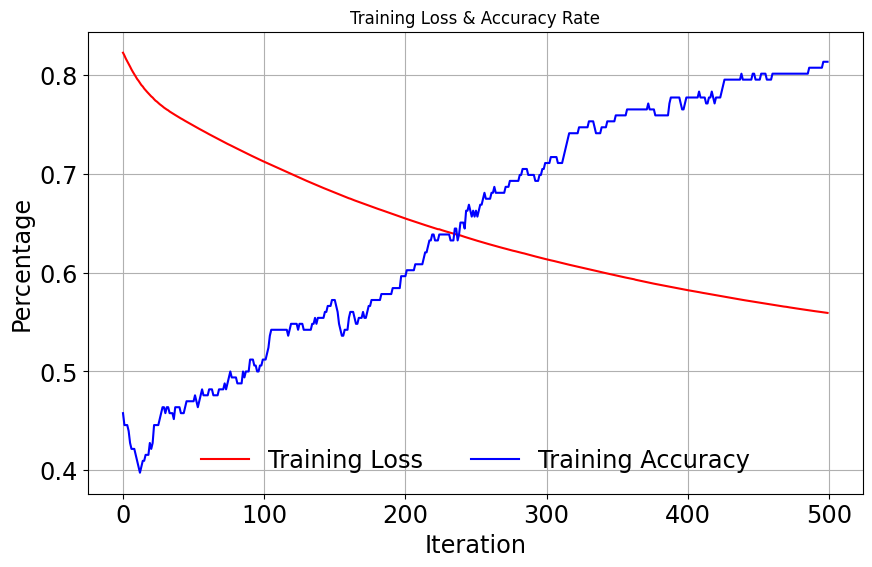 Training Loss & Accuracy Rate
Percentage
0.8
0.7
0.6
0.5
0.4
Training Loss
Training Accuracy
0 100 200 300 400 500
Iteration